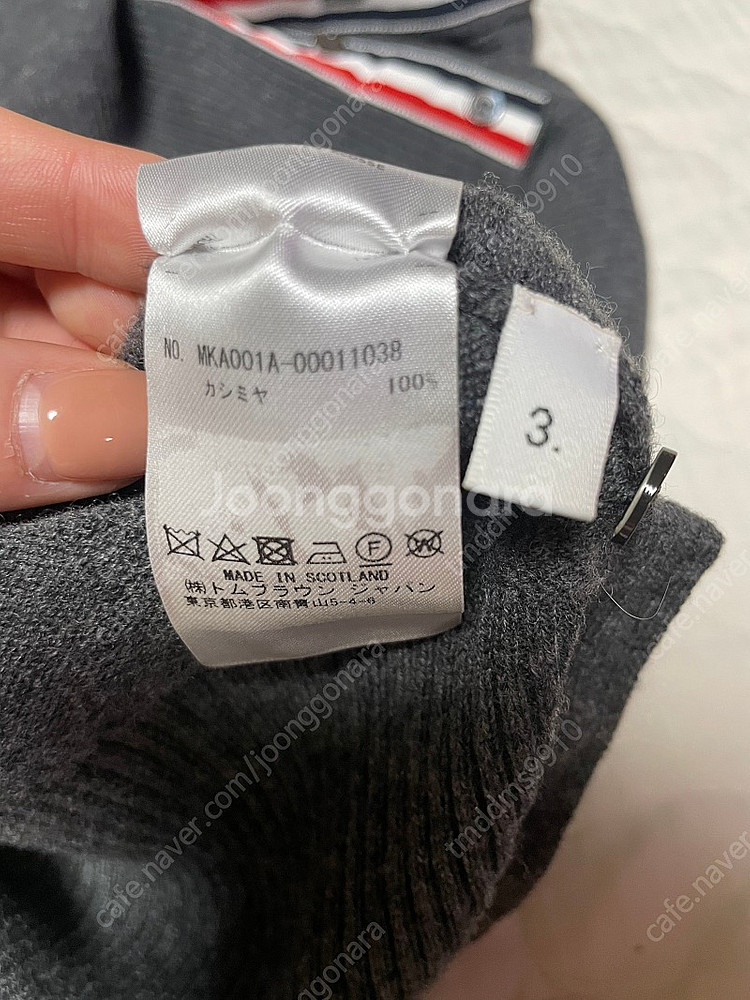 NO. MKA001A-00011038
カシミヤ 100%
3.
F W
MADE IN SCOTLAND
(株)トムブラウン ジャパン
東京都港区南青山5-4-6
Joonggonara
cafe.naver.com/joonggonara
tmddms9910